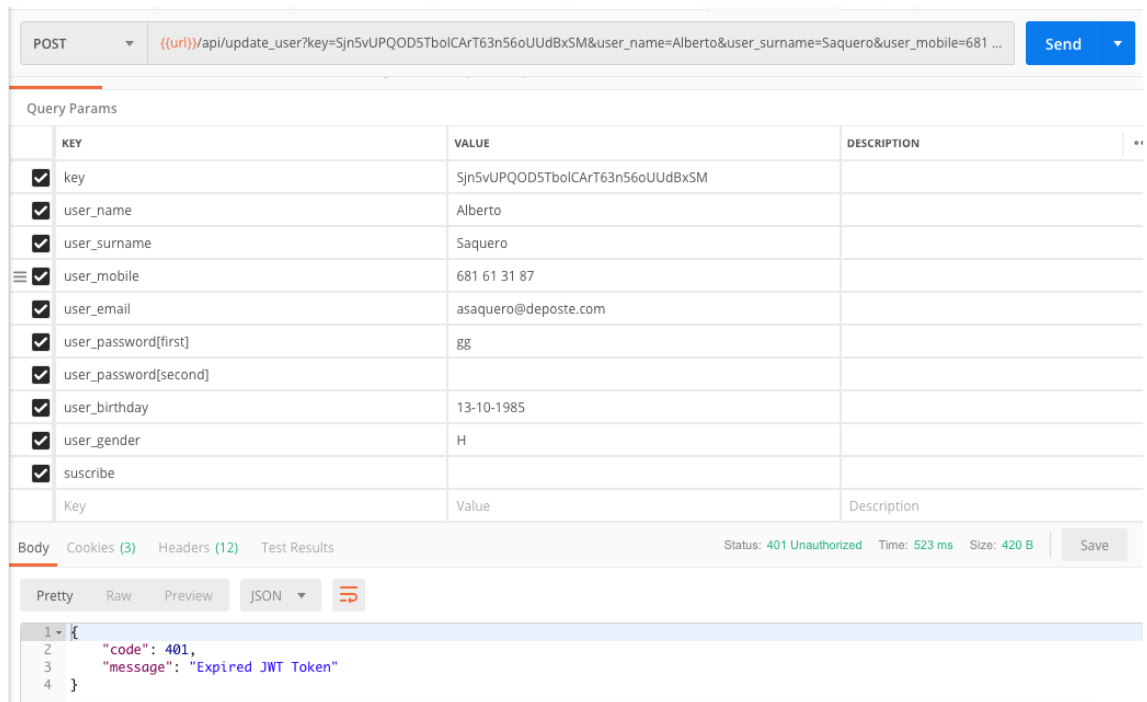 POST {{url}}/api/update_user?key=Sjn5vUPQOD5TbolCArT63n56oUUdBxSM&user_name=Alberto&user_surname=Saquero&user_mobile=681 ... Send
Query Params
KEY VALUE DESCRIPTION
key Sjn5vUPQOD5TbolCArT63n56oUUdBxSM
user_name Alberto
user_surname Saquero
user_mobile 681 61 31 87
user_email asaquero@deposte.com
user_password[first] gg
user_password[second]
user_birthday 13-10-1985
user_gender H
suscribe
Key Value Description
Body Cookies (3) Headers (12) Test Results Status: 401 Unauthorized Time: 523 ms Size: 420 B Save
Pretty Raw Preview JSON
1 {
2 "code": 401,
3 "message": "Expired JWT Token"
4 }